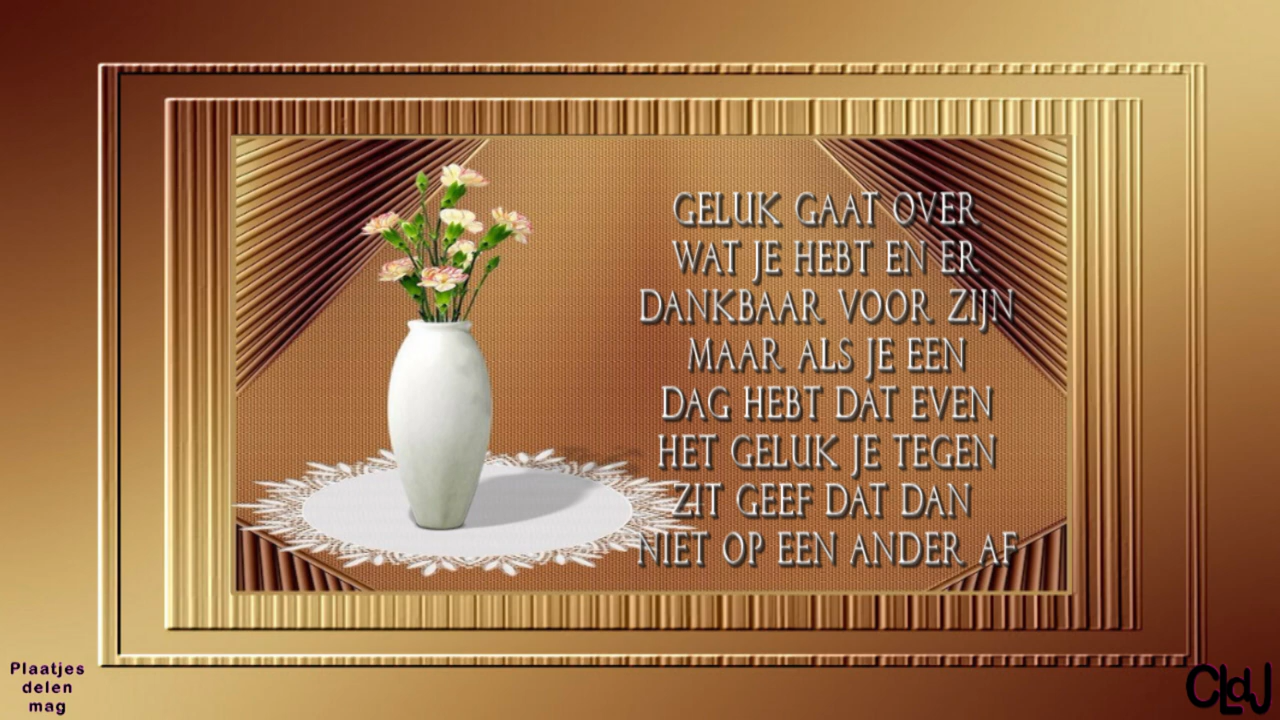 GELUK GAAT OVER
WAT JE HEBT EN ER
DANKBAAR VOOR ZIJN
MAAR ALS JE EEN
DAG HEBT DAT EVEN
HET GELUK JE TEGEN
ZIT GEEF DAT DAN
NIET OP EEN ANDER AF
Plaatjes
delen
mag
CLdJ